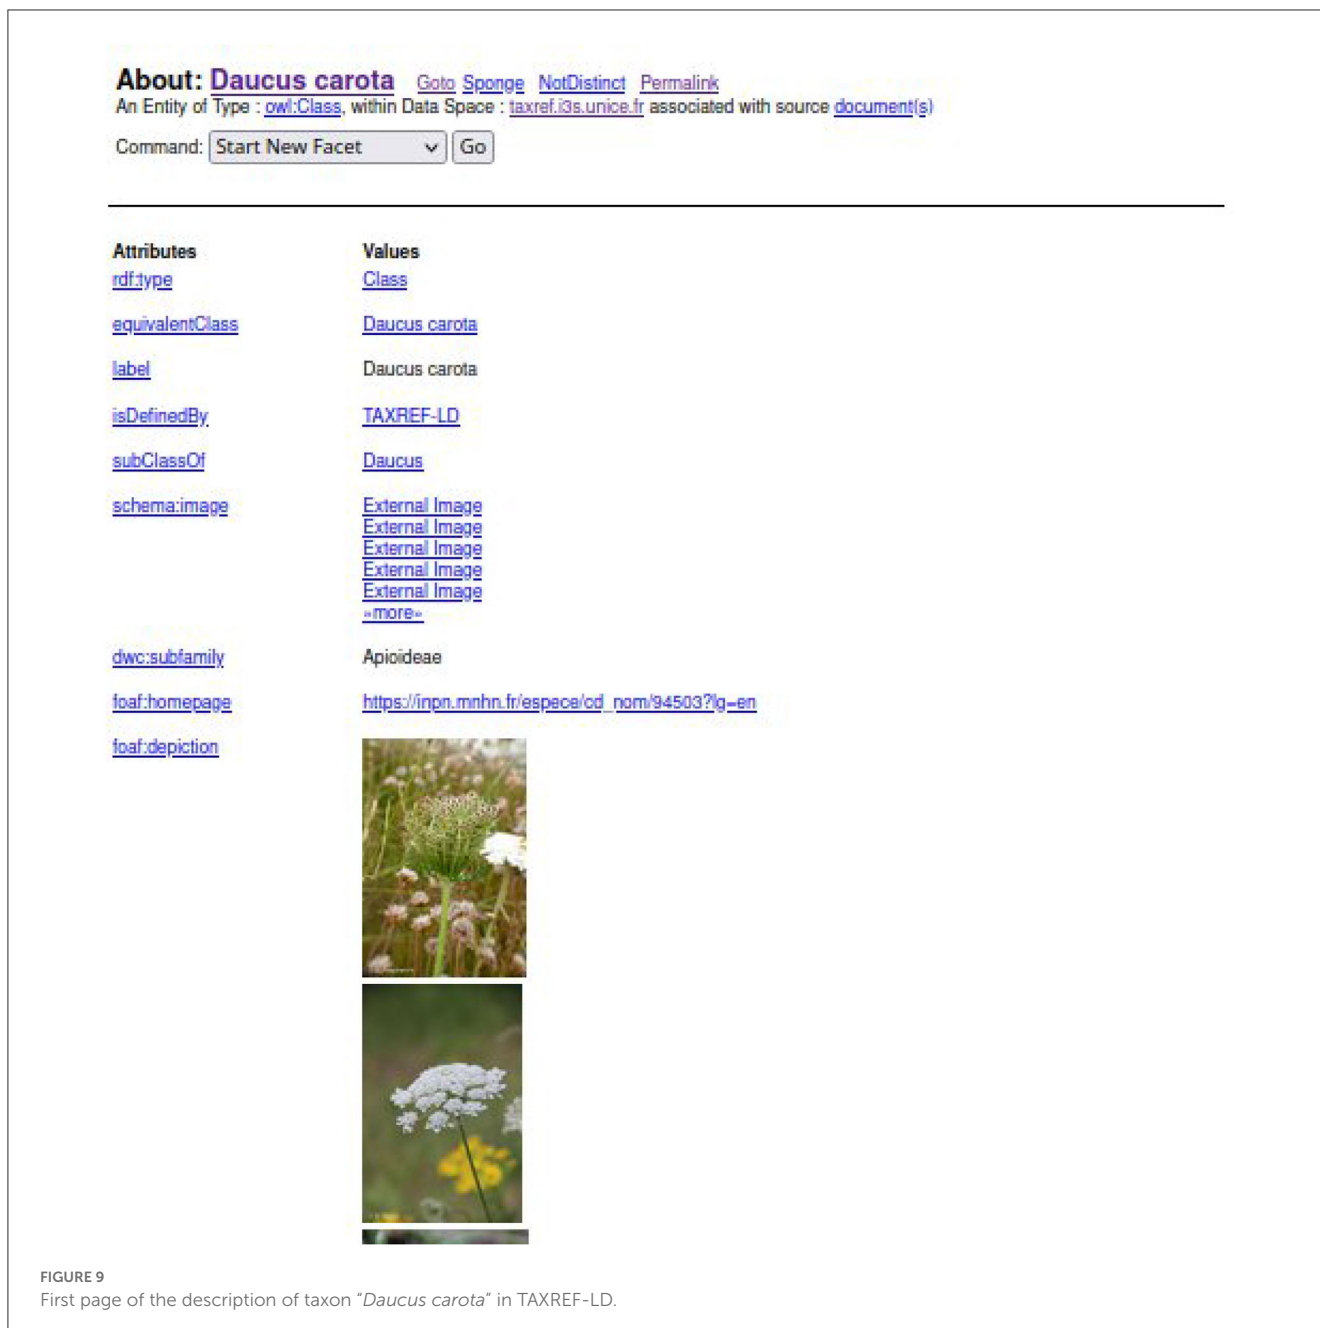 About: Daucus carota Goto Sponge NotDistinct Permalink
An Entity of Type : owl:Class, within Data Space : taxref.i3s.unice.fr associated with source document(s)
Command: Start New Facet Go
Attributes Values
rdf:type Class
equivalentClass Daucus carota
label Daucus carota
isDefinedBy TAXREF-LD
subClassOf Daucus
schema:image External Image
External Image
External Image
External Image
External Image
»more»
dwc:subfamily Apioideae
foaf:homepage https://inpn.mnhn.fr/espece/cd_nom/94503?lg=en
foaf:depiction
FIGURE 9
First page of the description of taxon "Daucus carota" in TAXREF-LD.